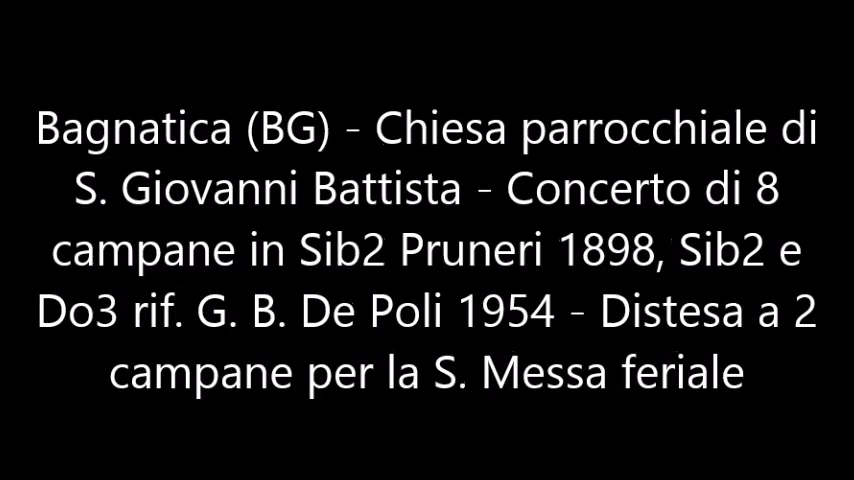 Bagnatica (BG) - Chiesa parrocchiale di
S. Giovanni Battista - Concerto di 8
campane in Sib2 Pruneri 1898, Sib2 e
Do3 rif. G. B. De Poli 1954 - Distesa a 2
campane per la S. Messa feriale